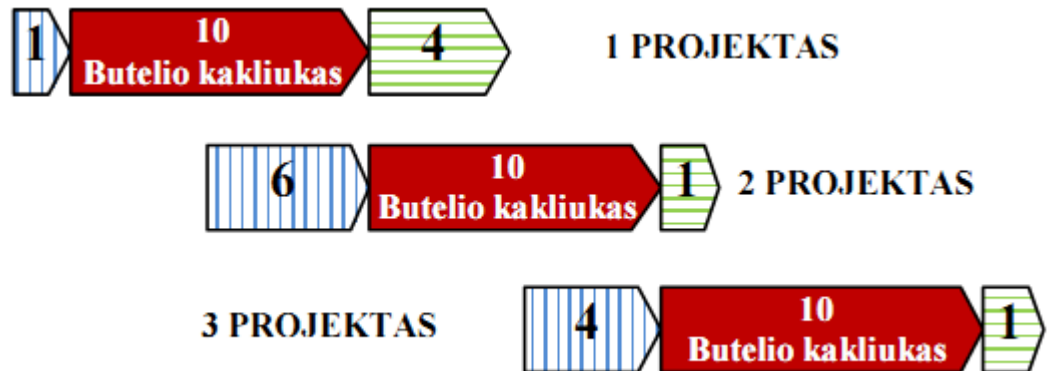 1
10
Butelio kakliukas
4
1 PROJEKTAS
6
10
Butelio kakliukas
1
2 PROJEKTAS
3 PROJEKTAS
4
10
Butelio kakliukas
1